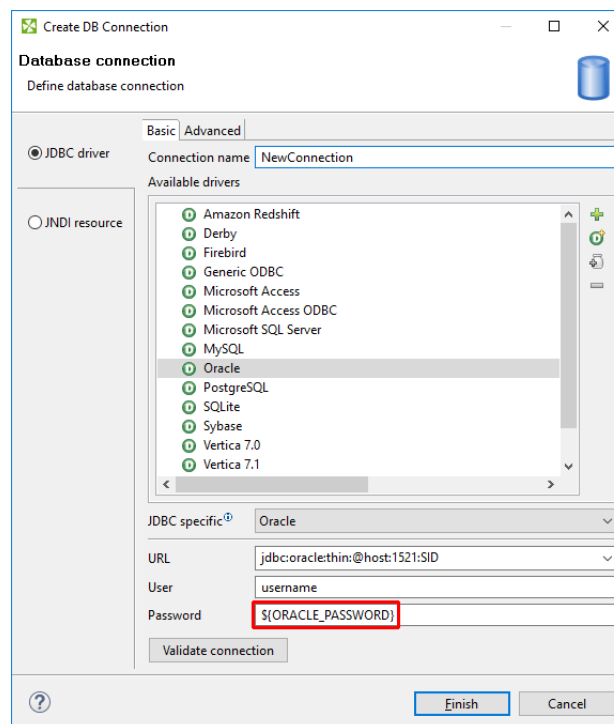 Create DB Connection
Database connection
Define database connection
JDBC driver
JNDI resource
Basic Advanced
Connection name NewConnection
Available drivers
Amazon Redshift
Derby
Firebird
Generic ODBC
Microsoft Access
Microsoft Access ODBC
Microsoft SQL Server
MySQL
Oracle
PostgreSQL
SQLite
Sybase
Vertica 7.0
Vertica 7.1
JDBC specific Oracle
URL jdbc:oracle:thin:@host:1521:SID
User username
Password ${ORACLE_PASSWORD}
Validate connection
Finish Cancel